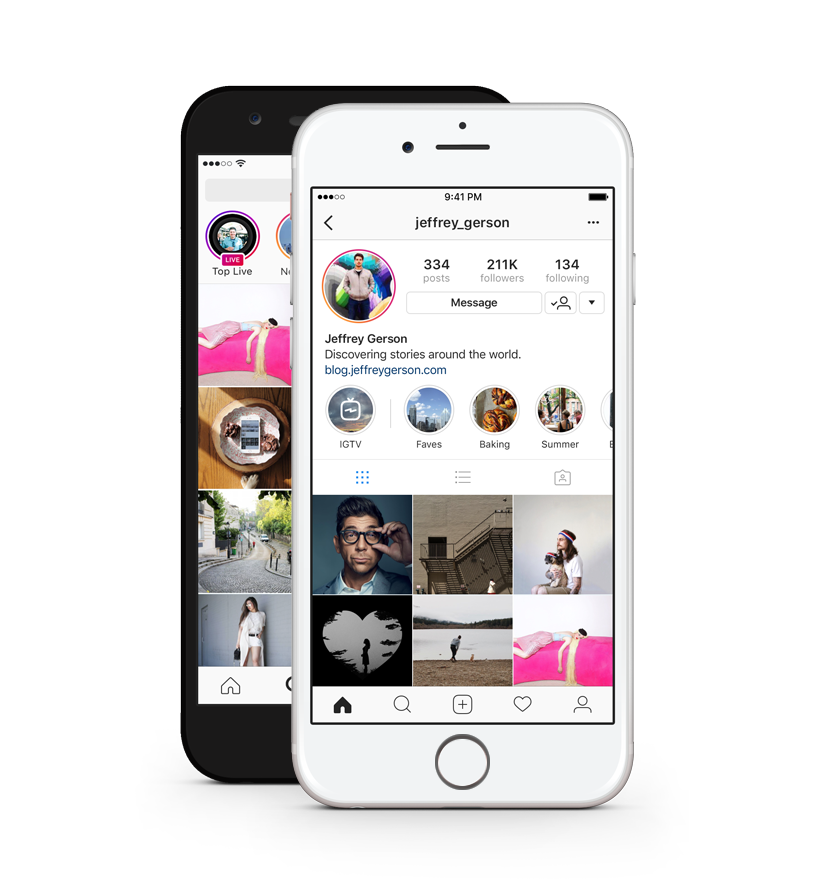 LIVE
Top Live
9:41 PM
jeffrey_gerson
334 211K 134
posts followers following
Message
Jeffrey Gerson
Discovering stories around the world.
blog.jeffreygerson.com
IGTV Faves Baking Summer